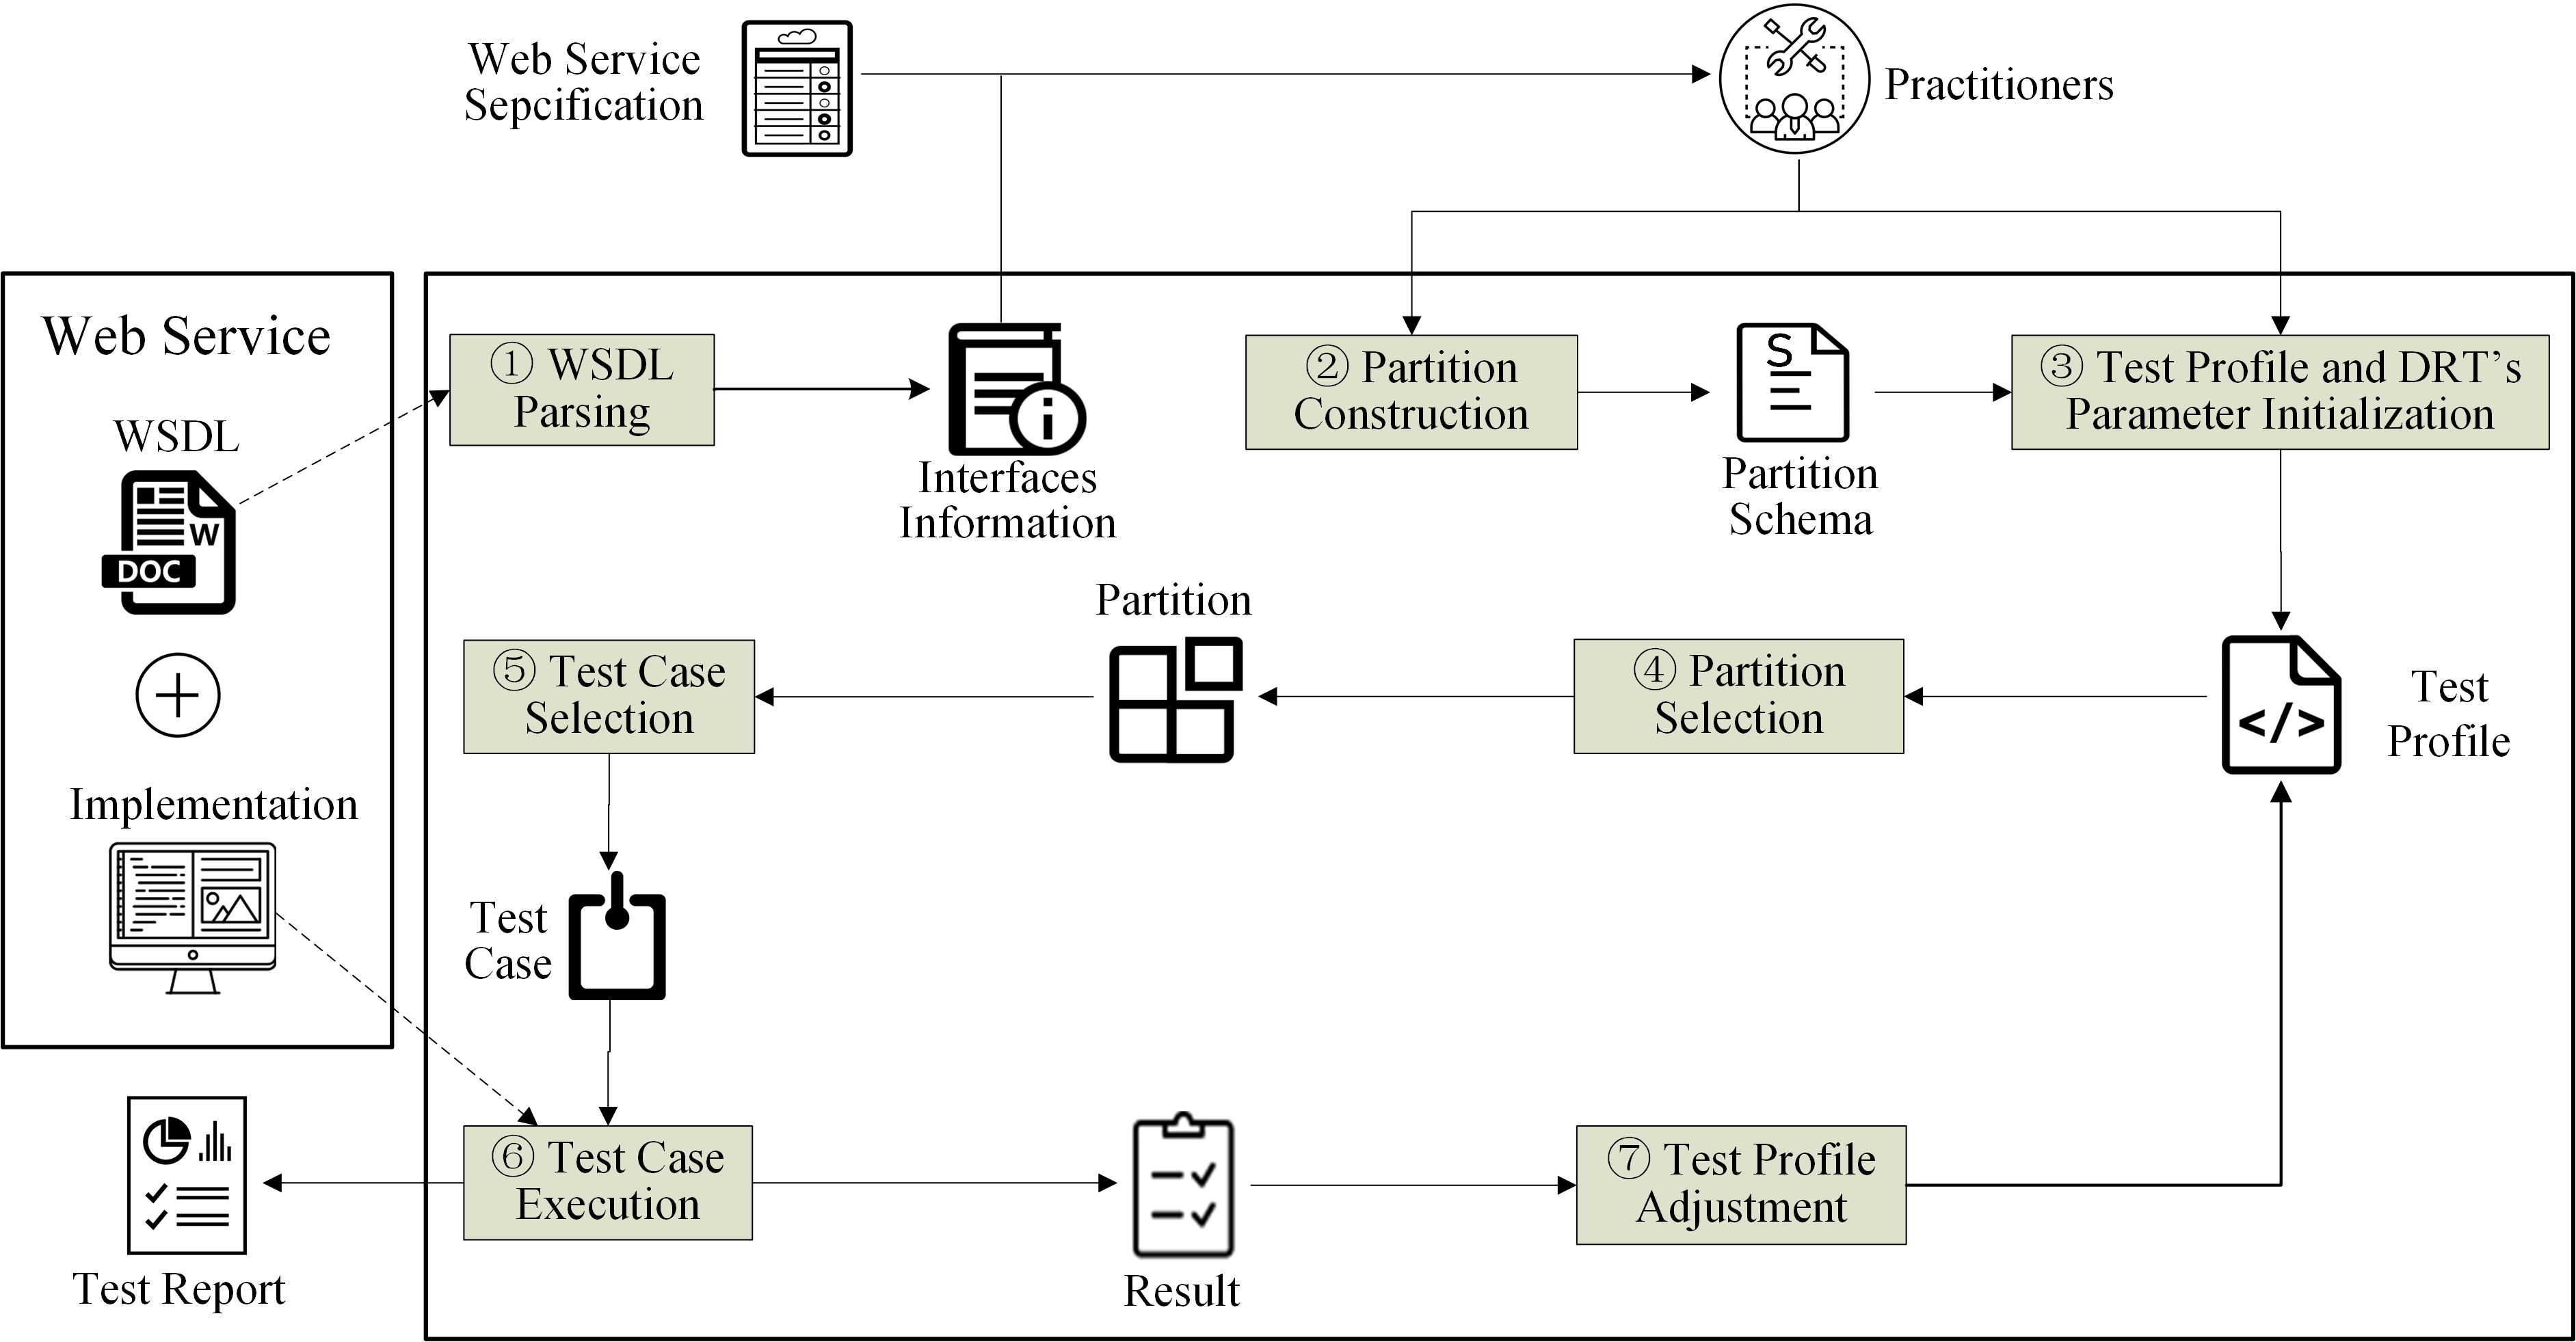 Web Service
Sepcification
Practitioners
Web Service
WSDL
W
DOC
Implementation
① WSDL
Parsing
Interfaces
Information
② Partition
Construction
S
Partition
Schema
③ Test Profile and DRT's
Parameter Initialization
Test
Profile
</>
④ Partition
Selection
Partition
⑤ Test Case
Selection
Test
Case
⑥ Test Case
Execution
Result
⑦ Test Profile
Adjustment
Test Report